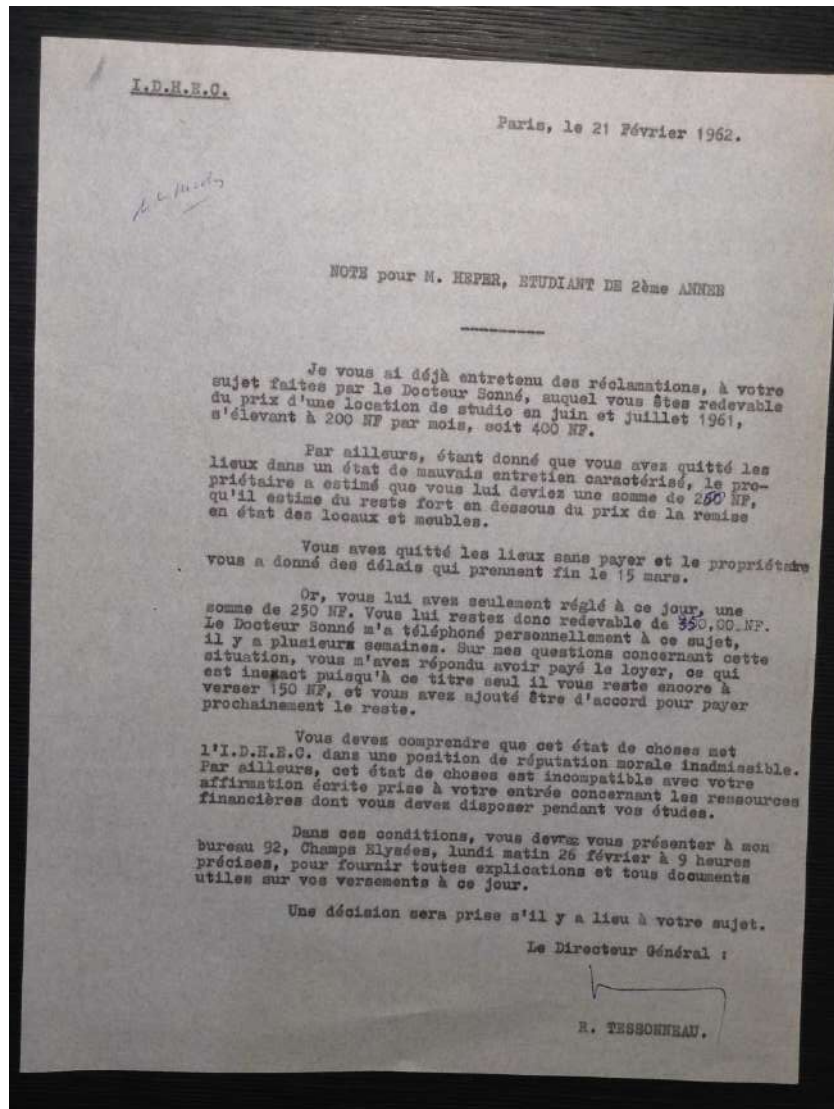 I.D.H.E.C.
Paris, le 21 Février 1962.
NOTE pour M. HEPER, ETUDIANT DE 2ème ANNEE
Je vous ai déjà entretenu des réclamations, à votre
sujet faites par le Docteur Sonné, auquel vous êtes redevable
du prix d'une location de studio en juin et juillet 1961,
s'élevant à 200 NF par mois, soit 400 NF.
Par ailleurs, étant donné que vous avez quitté les
lieux dans un état de mauvais entretien caractérisé, le pro-
priétaire a estimé que vous lui deviez une somme de 200 NF,
qu'il estime du reste fort en dessous du prix de la remise
en état des locaux et meubles.
Vous avez quitté les lieux sans payer et le propriétaire
vous a donné des délais qui prennent fin le 15 mars.
Or, vous lui avez seulement réglé à ce jour, une
somme de 250 NF. Vous lui restez donc redevable de 350,00 NF.
Le Docteur Sonné m'a téléphoné personnellement à ce sujet,
il y a plusieurs semaines. Sur mes questions concernant cette
situation, vous m'avez répondu avoir payé le loyer, ce qui
est inexact puisqu'à ce titre seul il vous reste encore à
verser 150 NF, et vous avez ajouté être d'accord pour payer
prochainement le reste.
Vous devez comprendre que cet état de choses met
l'I.D.H.E.C. dans une position de réputation morale inadmissible.
Par ailleurs, cet état de choses est incompatible avec votre
affirmation écrite prise à votre entrée concernant les ressources
financières dont vous devez disposer pendant vos études.
Dans ces conditions, vous devrez vous présenter à mon
bureau 92, Champs Elysées, lundi matin 26 février à 9 heures
précises, pour fournir toutes explications et tous documents
utiles sur vos versements à ce jour.
Une décision sera prise s'il y a lieu à votre sujet.
Le Directeur Général :
R. TESSONNEAU.